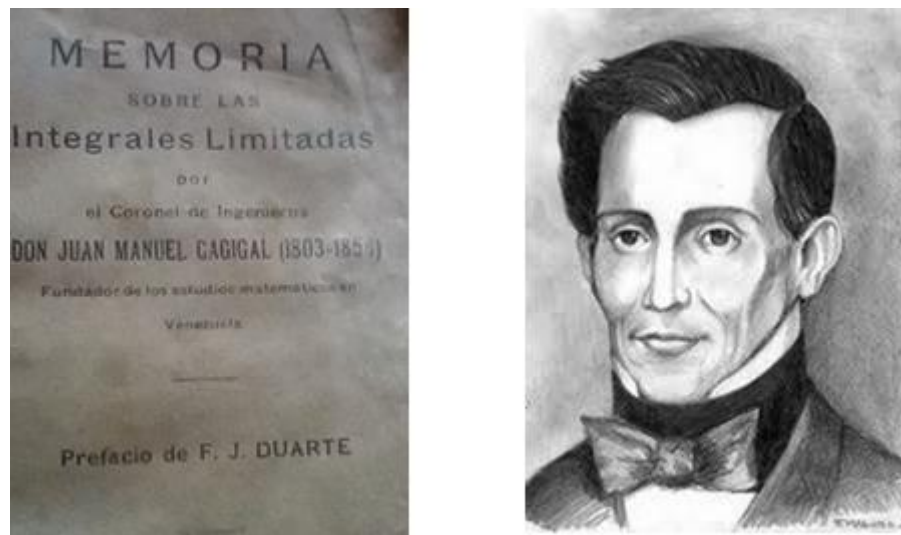 MEMORIA
SOBRE LAS
Integrales Limitadas
por
el Coronel de Ingenieros
DON JUAN MANUEL CAGIGAL (1803-185
Fundador de los estudios matemáticos en
Venezuela
Prefacio de F. J. DUARTE